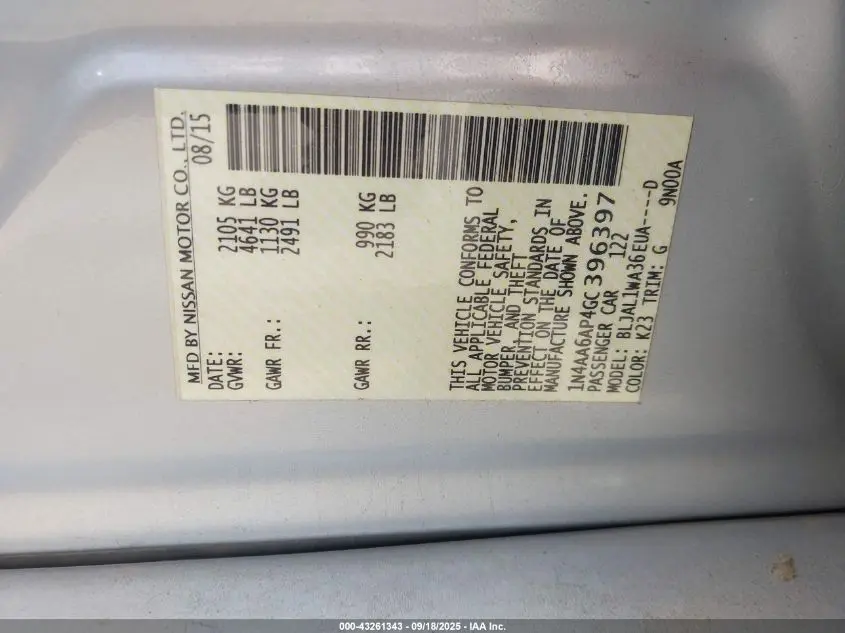 MFD BY NISSAN MOTOR CO., LTD.
DATE: 08/15
GVWR: 2105 KG
4641 LB
GAWR FR.: 1130 KG
2491 LB
GAWR RR.: 990 KG
2183 LB
THIS VEHICLE CONFORMS TO
ALL APPLICABLE FEDERAL
MOTOR VEHICLE SAFETY,
BUMPER, AND THEFT
PREVENTION STANDARDS IN
EFFECT ON THE DATE OF
MANUFACTURE SHOWN ABOVE.
1N4AA6AP4GC396397
PASSENGER CAR 122
MODEL: BLJAL1WA36EUA----D
COLOR: K23 TRIM: G 9N00A
000-43261343 - 09/18/2025 - IAA Inc.